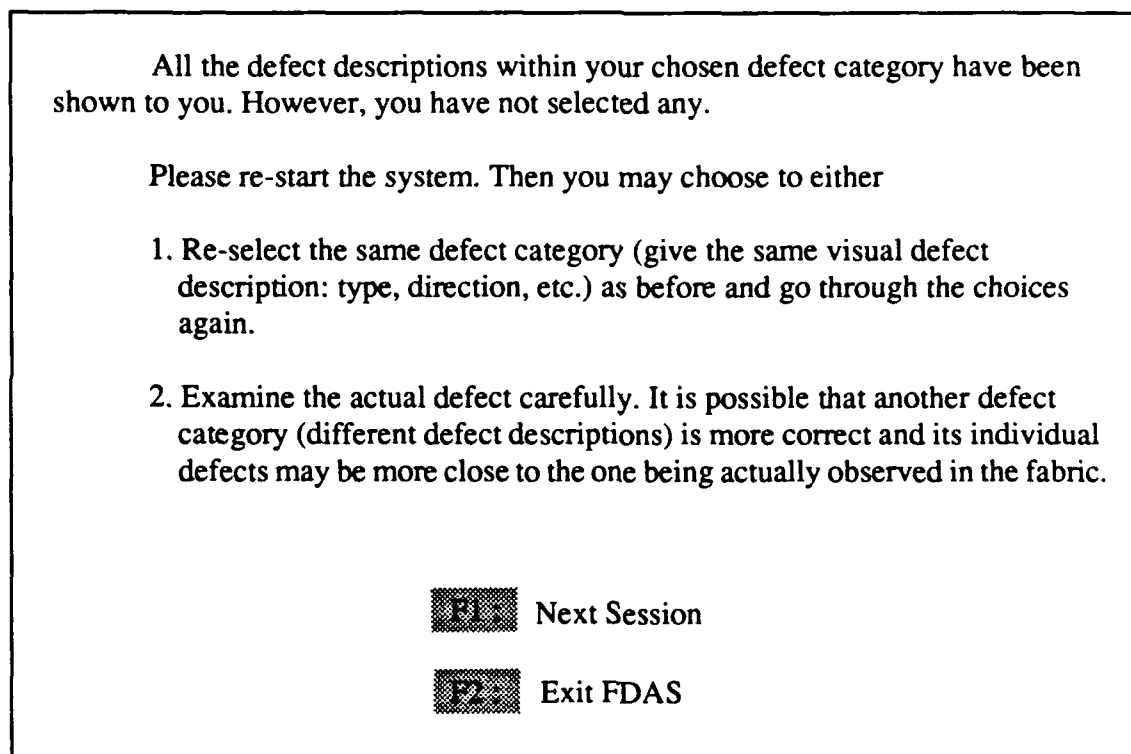 All the defect descriptions within your chosen defect category have been
shown to you. However, you have not selected any.
Please re-start the system. Then you may choose to either
1. Re-select the same defect category (give the same visual defect
description: type, direction, etc.) as before and go through the choices
again.
2. Examine the actual defect carefully. It is possible that another defect
category (different defect descriptions) is more correct and its individual
defects may be more close to the one being actually observed in the fabric.
F1 : Next Session
F2 : Exit FDAS